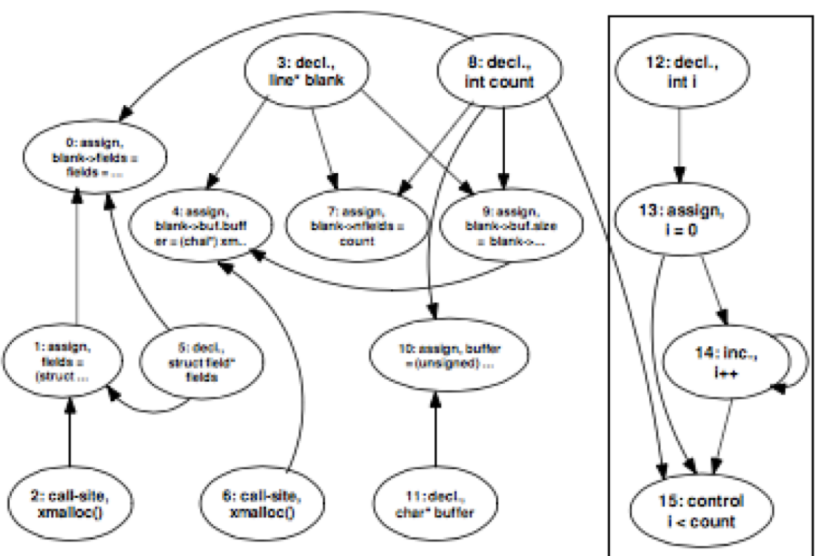 3: decl.,
line* blank
8: decl.,
int count
12: decl.,
int i
0: assign,
blank->fields =
fields = ...
4: assign,
blank->buf.buff
er = (char*) xm..
7: assign,
blank->nfields =
count
9: assign,
blank->buf.size
= blank->...
13: assign,
i = 0
1: assign,
fields =
(struct ...
5: decl.,
struct field*
fields
10: assign, buffer
= (unsigned) ...
14: inc.,
i++
2: call-site,
xmalloc()
6: call-site,
xmalloc()
11: decl.,
char* buffer
15: control
i < count